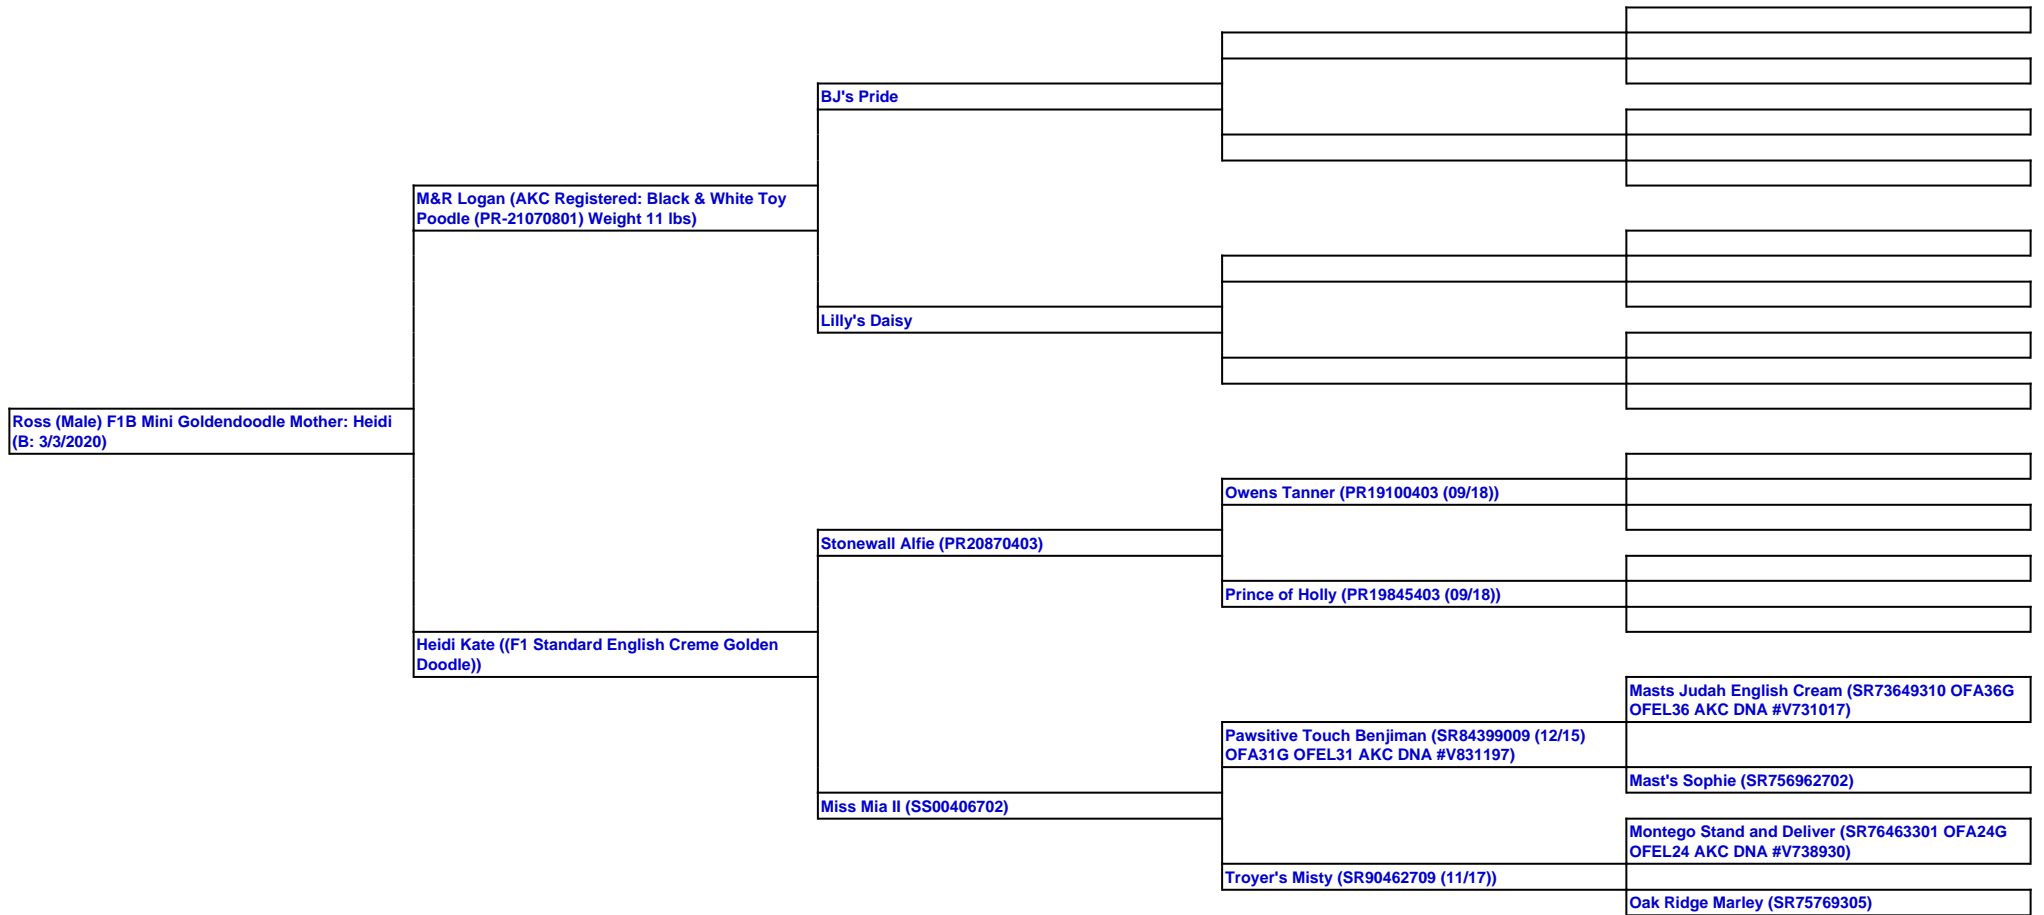 BJ's Pride
M&R Logan (AKC Registered: Black & White Toy
Poodle (PR-21070801) Weight 11 lbs)
Lilly's Daisy
Ross (Male) F1B Mini Goldendoodle Mother: Heidi
(B: 3/3/2020)
Owens Tanner (PR19100403 (09/18))
Stonewall Alfie (PR20870403)
Prince of Holly (PR19845403 (09/18))
Heidi Kate ((F1 Standard English Creme Golden
Doodle))
Masts Judah English Cream (SR73649310 OFA36G
OFEL36 AKC DNA #V731017)
Pawsitive Touch Benjiman (SR84399009 (12/15)
OFA31G OFEL31 AKC DNA #V831197)
Mast's Sophie (SR756962702)
Miss Mia II (SS00406702)
Montego Stand and Deliver (SR76463301 OFA24G
OFEL24 AKC DNA #V738930)
Troyer's Misty (SR90462709 (11/17))
Oak Ridge Marley (SR75769305)